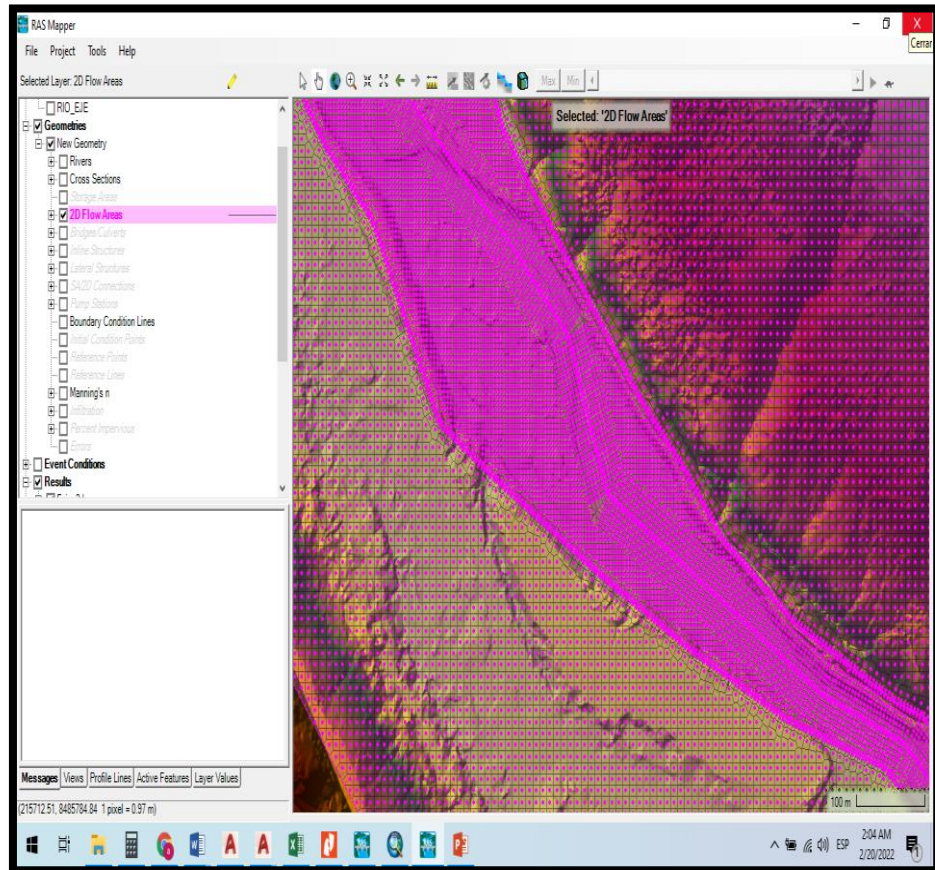 RAS Mapper
Cerrar
File Project Tools Help
Selected Layer: 2D Flow Areas
Max Min
Selected: '2D Flow Areas'
RIO_EJE
Geometries
New Geometry
Rivers
Cross Sections
Storage Areas
2D Flow Areas
Bridges/Culverts
Inline Structures
Lateral Structures
SA/2D Connections
Pump Stations
Boundary Condition Lines
Initial Condition Points
Reference Points
Reference Lines
Manning's n
Infiltration
Percent Impervious
Errors
Event Conditions
Results
Messages Views Profile Lines Active Features Layer Values
(215712.51, 8485784.84 1 pixel = 0.97 m)
100 m
ESP
2:04 AM
2/20/2022